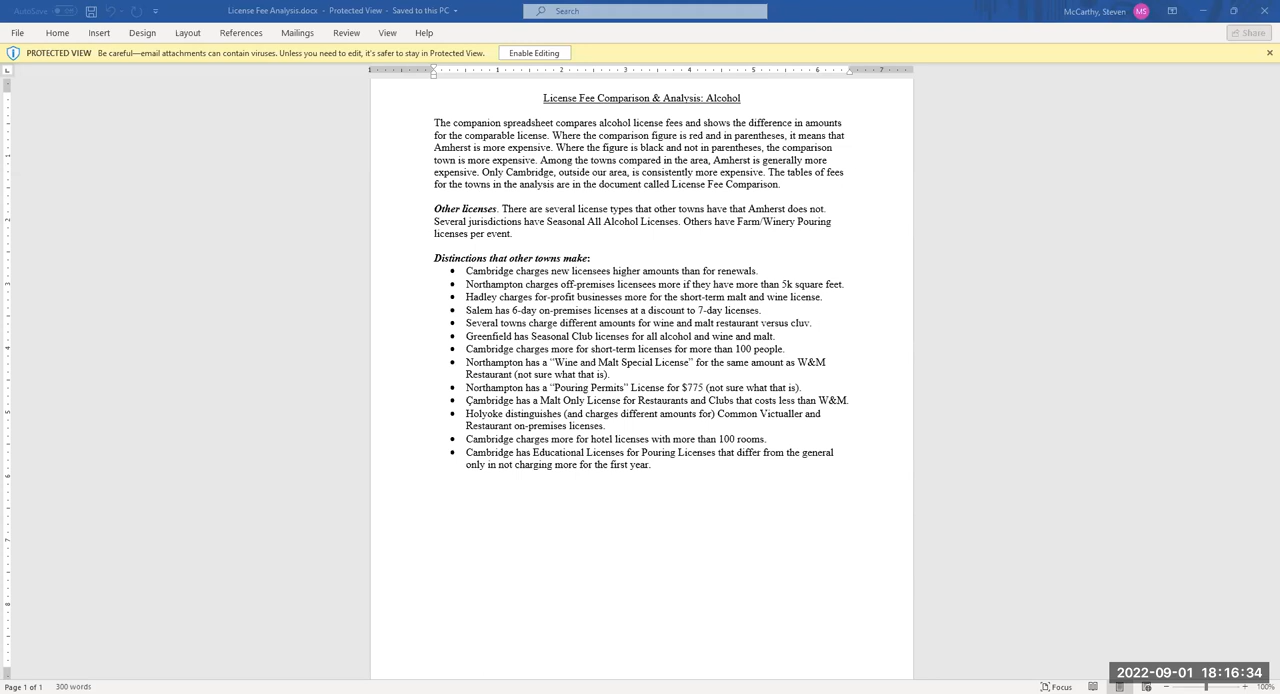 AutoSave Off License Fee Analysis.docx - Protected View - Saved to this PC Search McCarthy, Steven MS
File Home Insert Design Layout References Mailings Review View Help Share
PROTECTED VIEW Be careful—email attachments can contain viruses. Unless you need to edit, it's safer to stay in Protected View. Enable Editing
1 1 2 3 4 5 6 7
License Fee Comparison & Analysis: Alcohol
The companion spreadsheet compares alcohol license fees and shows the difference in amounts
for the comparable license. Where the comparison figure is red and in parentheses, it means that
Amherst is more expensive. Where the figure is black and not in parentheses, the comparison
town is more expensive. Among the towns compared in the area, Amherst is generally more
expensive. Only Cambridge, outside our area, is consistently more expensive. The tables of fees
for the towns in the analysis are in the document called License Fee Comparison.
Other licenses. There are several license types that other towns have that Amherst does not.
Several jurisdictions have Seasonal All Alcohol Licenses. Others have Farm/Winery Pouring
licenses per event.
Distinctions that other towns make:
• Cambridge charges new licensees higher amounts than for renewals.
• Northampton charges off-premises licensees more if they have more than 5k square feet.
• Hadley charges for-profit businesses more for the short-term malt and wine license.
• Salem has 6-day on-premises licenses at a discount to 7-day licenses.
• Several towns charge different amounts for wine and malt restaurant versus cluv.
• Greenfield has Seasonal Club licenses for all alcohol and wine and malt.
• Cambridge charges more for short-term licenses for more than 100 people.
• Northampton has a “Wine and Malt Special License” for the same amount as W&M
Restaurant (not sure what that is).
• Northampton has a “Pouring Permits” License for $775 (not sure what that is).
• Cambridge has a Malt Only License for Restaurants and Clubs that costs less than W&M.
• Holyoke distinguishes (and charges different amounts for) Common Victualler and
Restaurant on-premises licenses.
• Cambridge charges more for hotel licenses with more than 100 rooms.
• Cambridge has Educational Licenses for Pouring Licenses that differ from the general
only in not charging more for the first year.
2022-09-01 18:16:34
Page 1 of 1 300 words Focus 100%